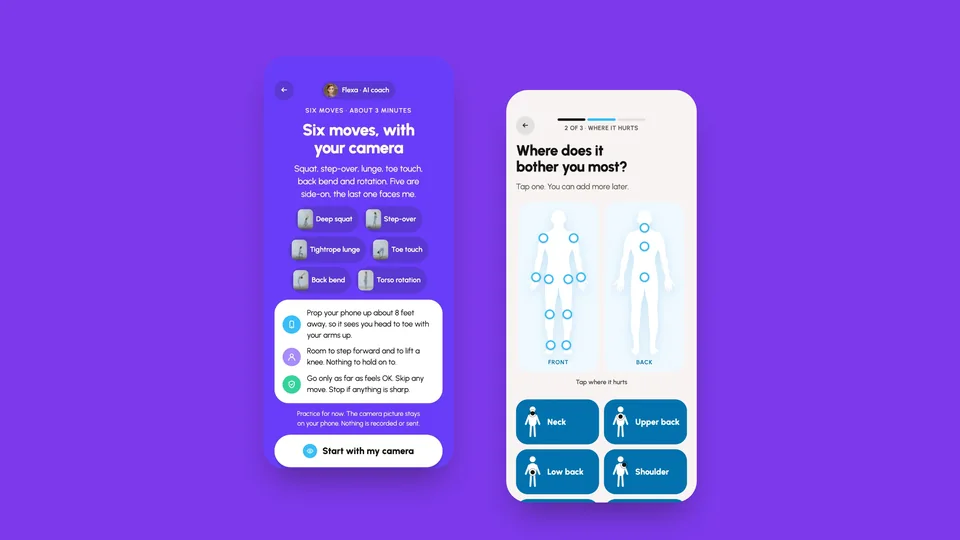 Flexa · AI coach
SIX MOVES · ABOUT 3 MINUTES
Six moves, with
your camera
Squat, step-over, lunge, toe touch,
back bend and rotation. Five are
side-on, the last one faces me.
Deep squat
Step-over
Tightrope lunge
Toe touch
Back bend
Torso rotation
Prop your phone up about 8 feet
away, so it sees you head to toe with
your arms up.
Room to step forward and to lift a
knee. Nothing to hold on to.
Go only as far as feels OK. Skip any
move. Stop if anything is sharp.
Practice for now. The camera picture stays
on your phone. Nothing is recorded or sent.
Start with my camera
2 OF 3 · WHERE IT HURTS
Where does it
bother you most?
Tap one. You can add more later.
FRONT
BACK
Tap where it hurts
Neck
Upper back
Low back
Shoulder